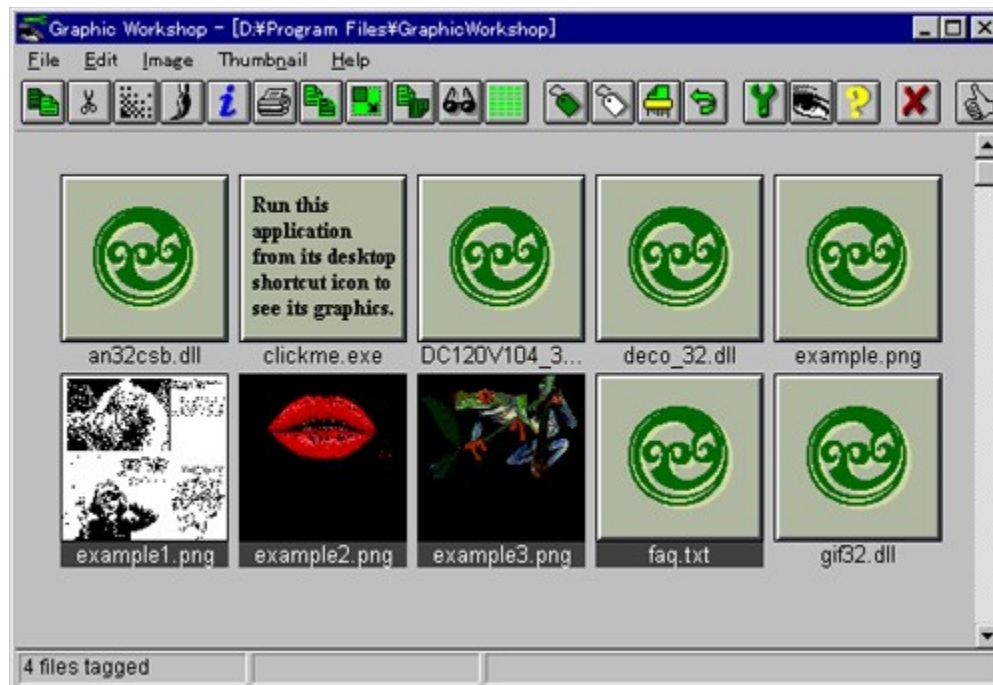 Graphic Workshop - [D:¥Program Files¥GraphicWorkshop]
File Edit Image Thumbnail Help
Run this
application
from its desktop
shortcut icon to
see its graphics.
an32csb.dll clickme.exe DC120V104_3... deco_32.dll example.png
example1.png example2.png example3.png faq.txt gif32.dll
4 files tagged